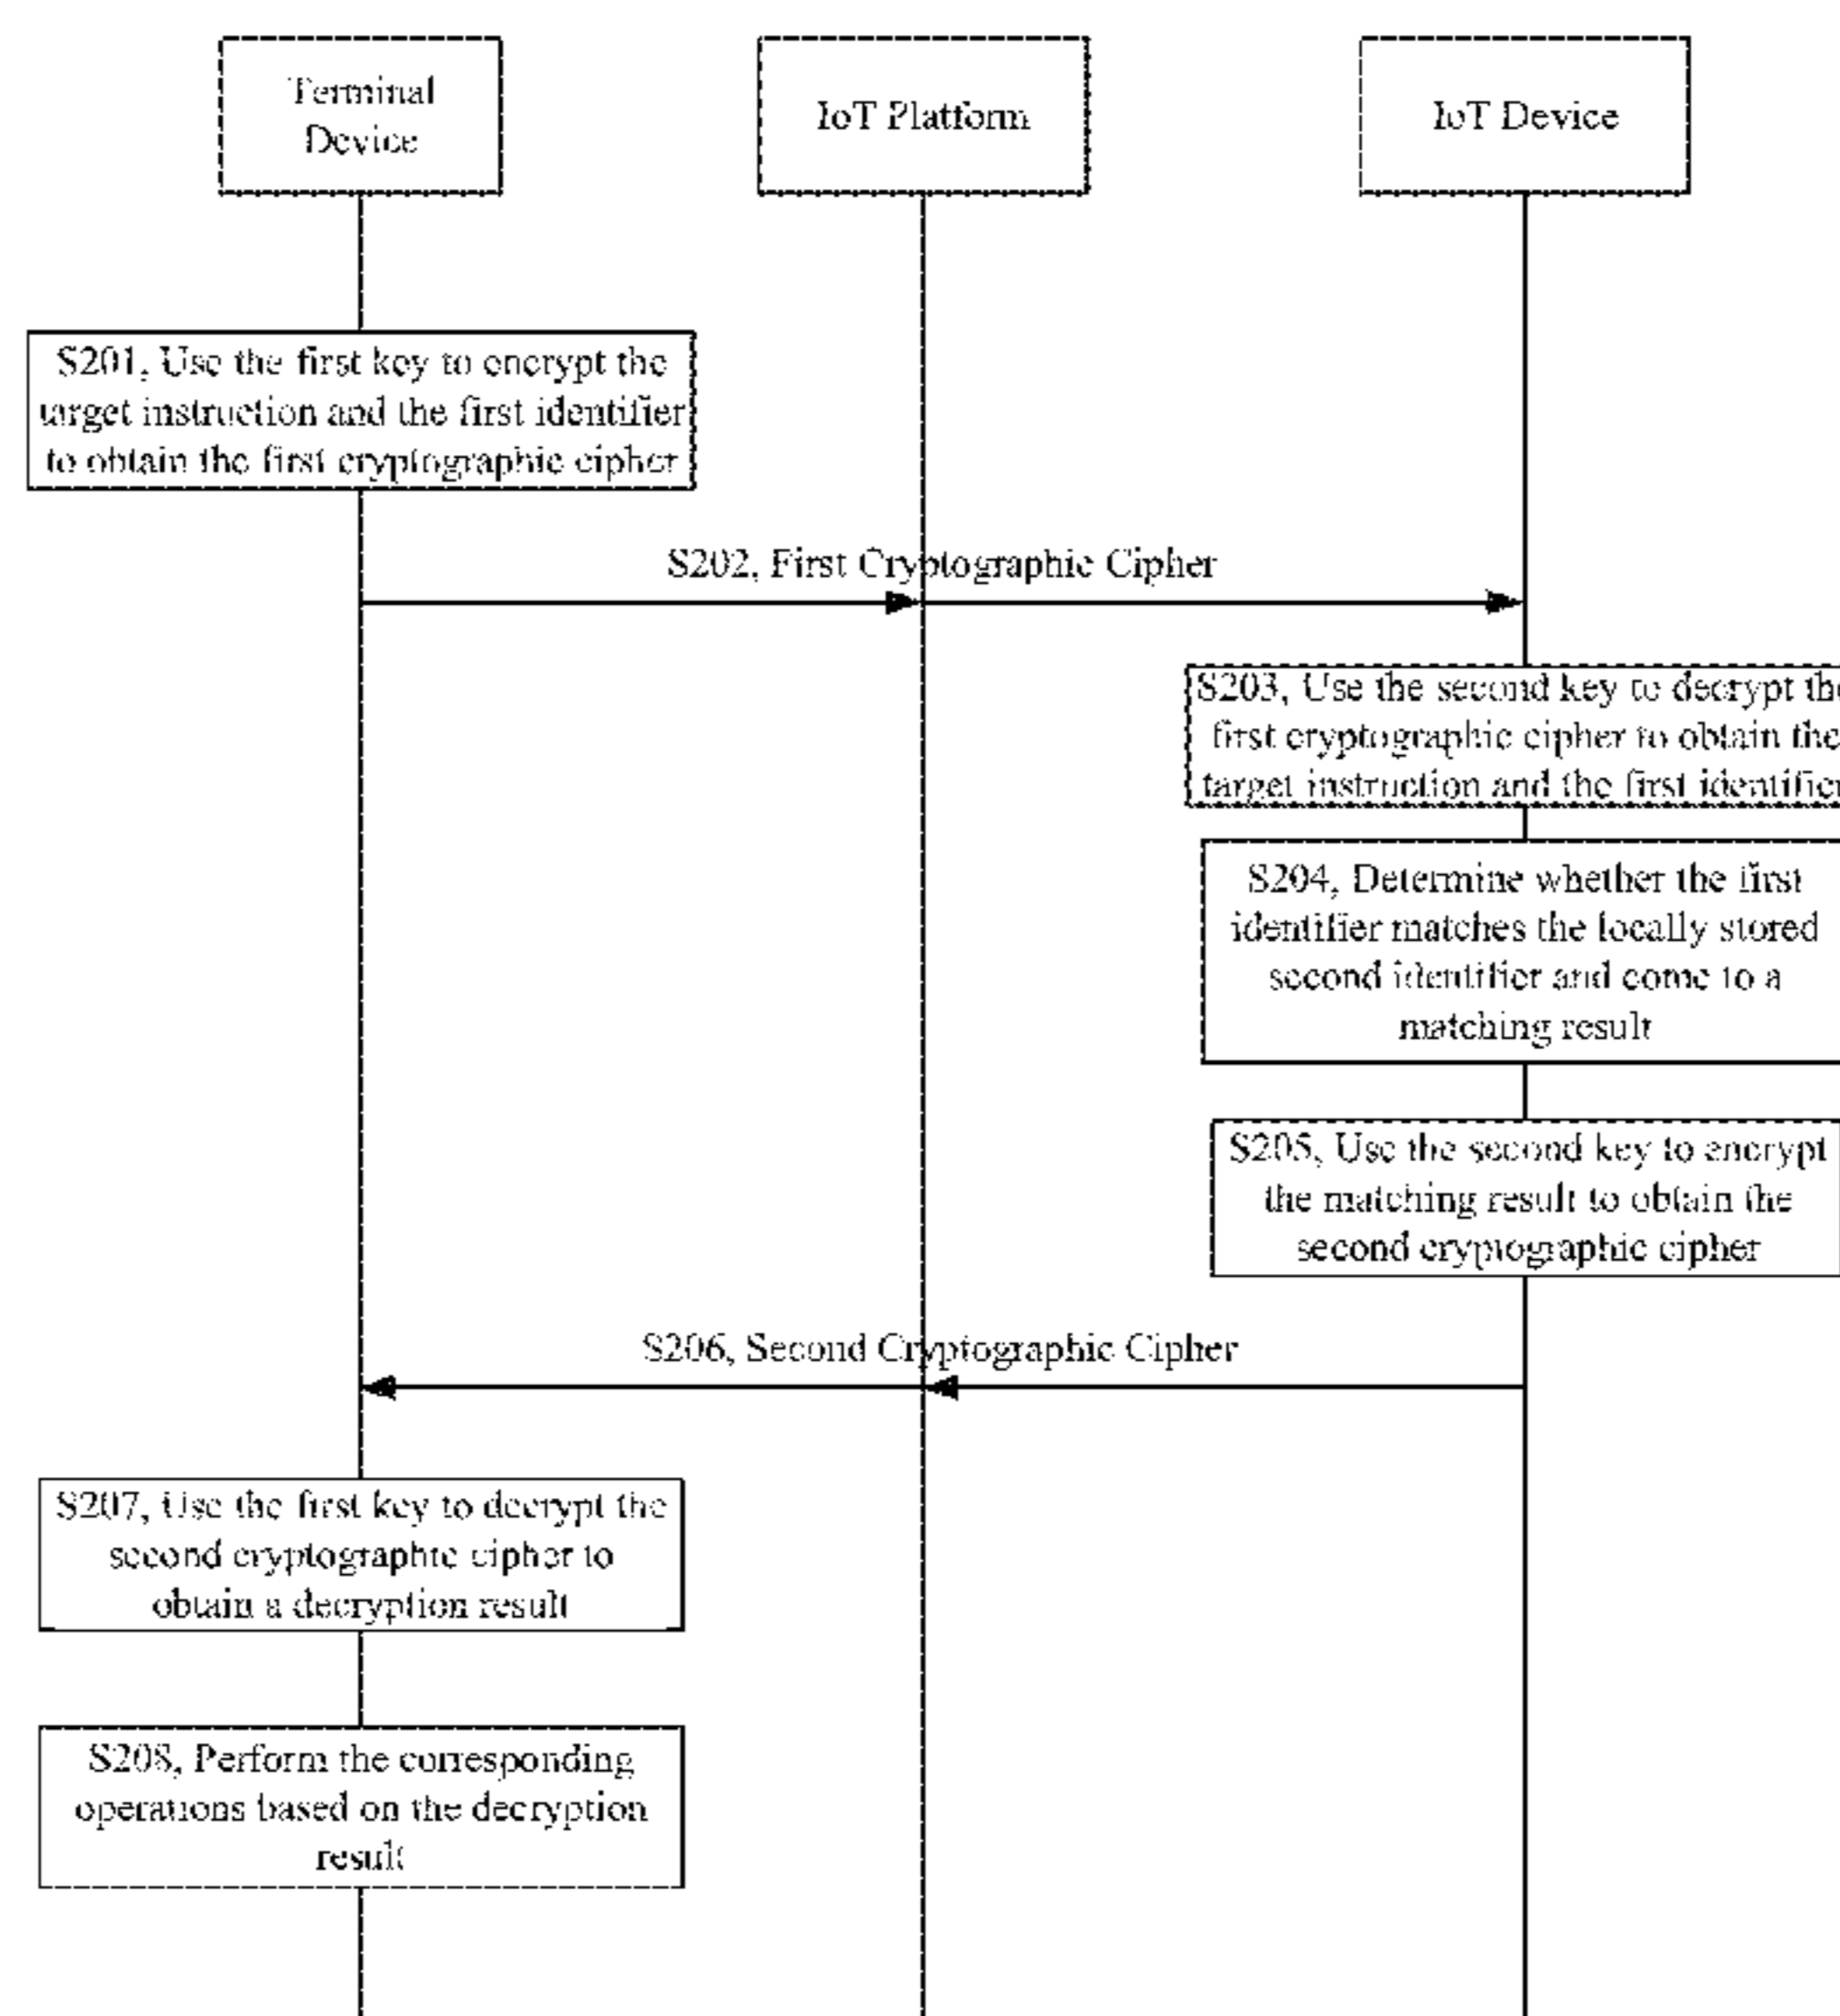 Terminal
Device
IoT Platform
IoT Device
S201, Use the first key to encrypt the
target instruction and the first identifier
to obtain the first cryptographic cipher
S202, First Cryptographic Cipher
S203, Use the second key to decrypt the
first cryptographic cipher to obtain the
target instruction and the first identifier
S204, Determine whether the first
identifier matches the locally stored
second identifier and come to a
matching result
S205, Use the second key to encrypt
the matching result to obtain the
second cryptographic cipher
S206, Second Cryptographic Cipher
S207, Use the first key to decrypt the
second cryptographic cipher to
obtain a decryption result
S208, Perform the corresponding
operations based on the decryption
result